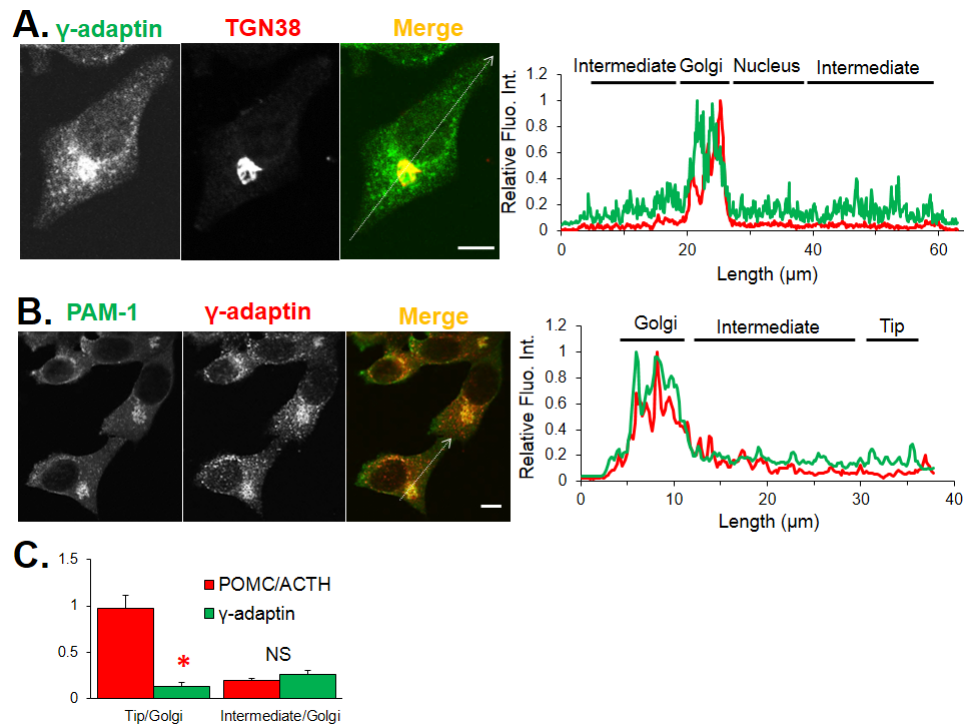 A.
γ-adaptin TGN38 Merge
Intermediate Golgi Nucleus Intermediate
Relative Fluo. Int.
1.2
1
0.8
0.6
0.4
0.2
0
0 20 40 60
Length (μm)
B.
PAM-1 γ-adaptin Merge
Golgi Intermediate Tip
Relative Fluo. Int.
1.2
1
0.8
0.6
0.4
0.2
0
0 10 20 30 40
Length (μm)
C.
1.5
1
0.5
0
POMC/ACTH
γ-adaptin
*
NS
Tip/Golgi Intermediate/Golgi